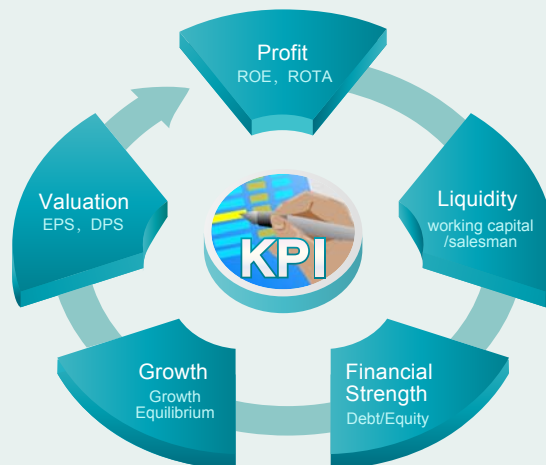 Profit
ROE，ROTA
Liquidity
working capital
/salesman
Financial
Strength
Debt/Equity
Growth
Growth
Equilibrium
Valuation
EPS，DPS
KPI